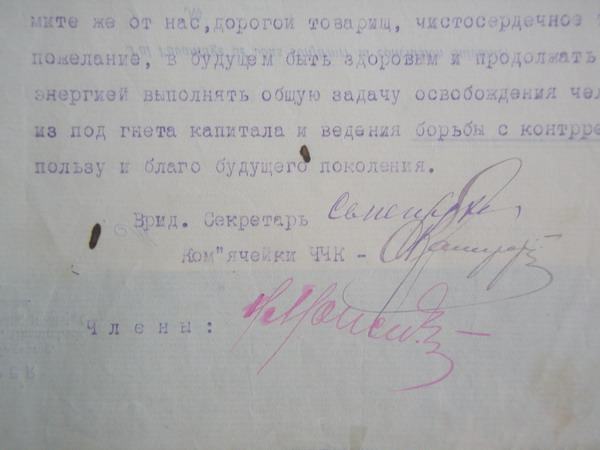 мите же от нас, дорогой товарищ, чистосердечное
пожелание, в будущем быть здоровым и продолжать
энергией выполнять общую задачу освобождения чел
из под гнета капитала и ведения борьбы с контрре
пользу и благо будущего поколения.
Врид. Секретарь
Ком"ячейки ЧЧК -
Члены: